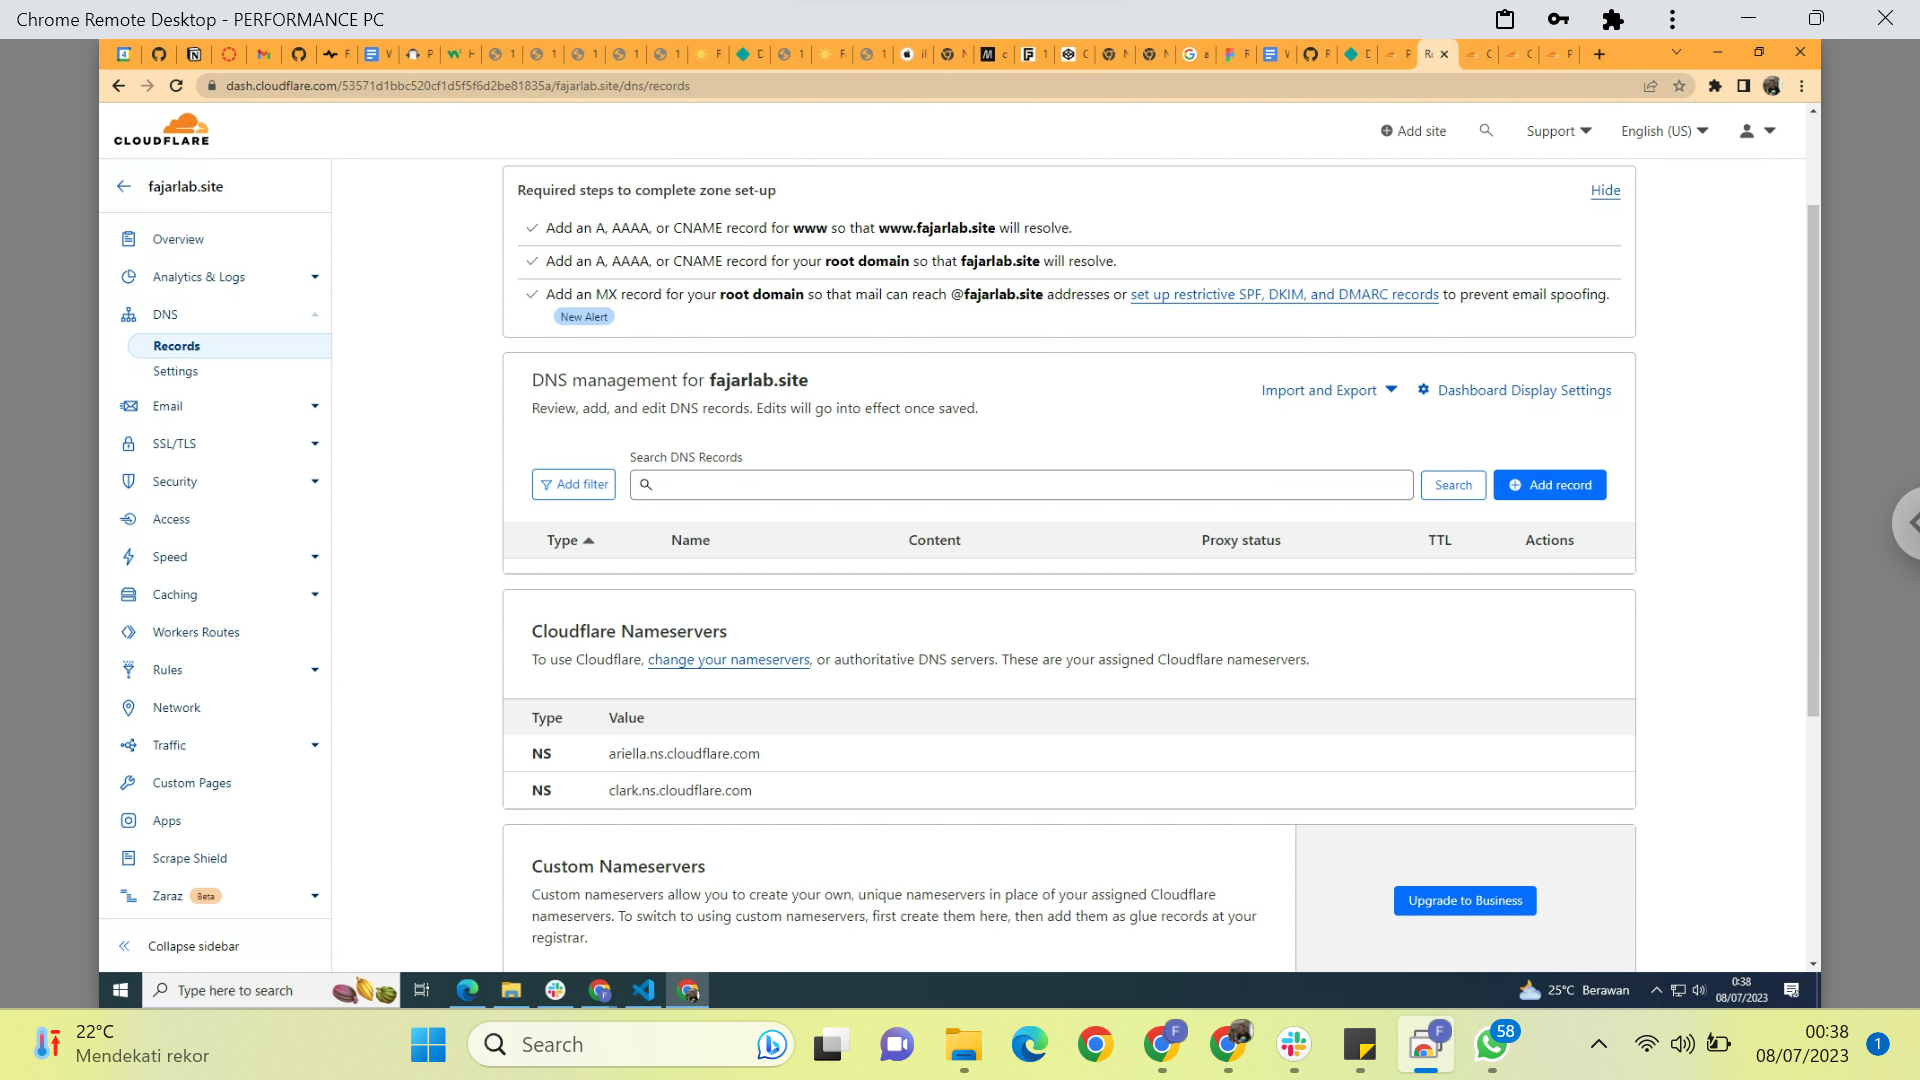 Chrome Remote Desktop - PERFORMANCE PC
dash.cloudflare.com/53571d1bbc520cf1d5f5f6d2be81835a/fajarlab.site/dns/records
CLOUDFLARE
Add site
Support
English (US)
fajarlab.site
Overview
Analytics & Logs
DNS
Records
Settings
Email
SSL/TLS
Security
Access
Speed
Caching
Workers Routes
Rules
Network
Traffic
Custom Pages
Apps
Scrape Shield
Zaraz Beta
Collapse sidebar
Required steps to complete zone set-up
Hide
Add an A, AAAA, or CNAME record for www so that www.fajarlab.site will resolve.
Add an A, AAAA, or CNAME record for your root domain so that fajarlab.site will resolve.
Add an MX record for your root domain so that mail can reach @fajarlab.site addresses or set up restrictive SPF, DKIM, and DMARC records to prevent email spoofing.
New Alert
DNS management for fajarlab.site
Review, add, and edit DNS records. Edits will go into effect once saved.
Import and Export
Dashboard Display Settings
Search DNS Records
Add filter
Search
Add record
Type Name Content Proxy status TTL Actions
Cloudflare Nameservers
To use Cloudflare, change your nameservers, or authoritative DNS servers. These are your assigned Cloudflare nameservers.
Type Value
NS ariella.ns.cloudflare.com
NS clark.ns.cloudflare.com
Custom Nameservers
Custom nameservers allow you to create your own, unique nameservers in place of your assigned Cloudflare
nameservers. To switch to using custom nameservers, first create them here, then add them as glue records at your
registrar.
Upgrade to Business
Type here to search
25°C Berawan
0:38
08/07/2023
22°C
Mendekati rekor
Search
58
00:38
08/07/2023
1